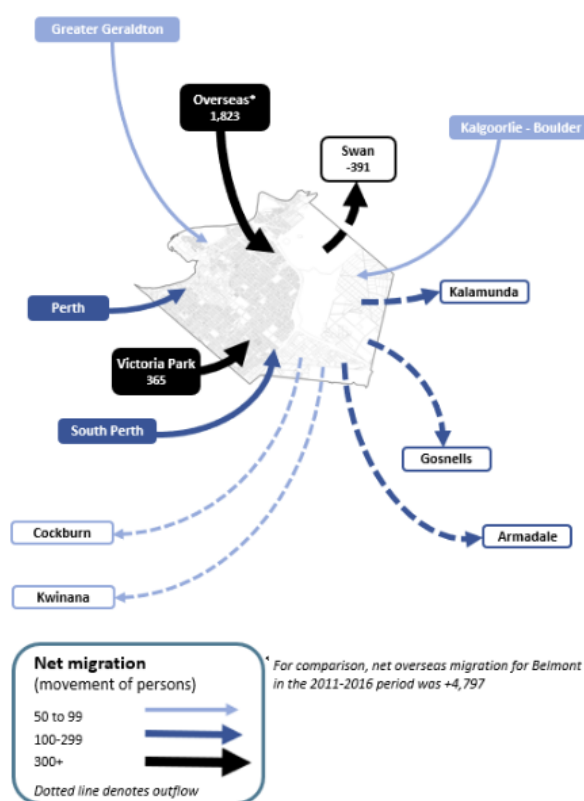 Greater Geraldton
Overseas*
1,823
Kalgoorlie - Boulder
Swan
-391
Kalamunda
Perth
Victoria Park
365
South Perth
Gosnells
Cockburn
Armadale
Kwinana
Net migration
(movement of persons)
50 to 99
100-299
300+
Dotted line denotes outflow
* For comparison, net overseas migration for Belmont
in the 2011-2016 period was +4,797